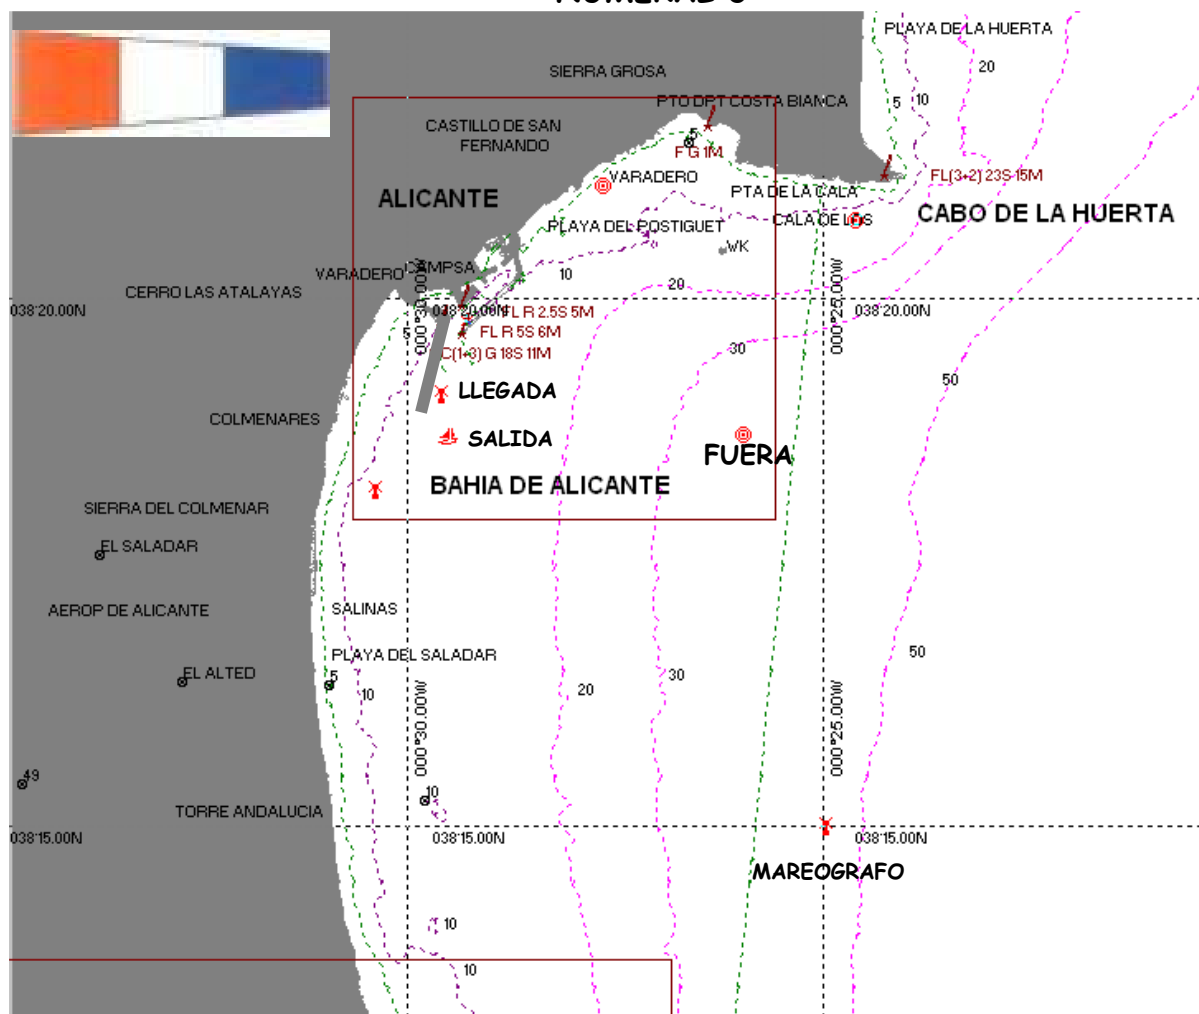 PLAYA DE LA HUERTA
20
SIERRA GROSA
PTO DPT COSTA BIANCA
5
10
CASTILLO DE SAN
FERNANDO
5
F G 1M
VARADERO
FL(3+2) 23S 15M
PTA DE LA CALA
ALICANTE
CABO DE LA HUERTA
PLAYA DEL POSTIGUET
CALA DE LES
WK
10
VARADERO
CAMPSA
20
CERRO LAS ATALAYAS
000°30.00W
000°25.00W
038°20.00N
038°20.00N
038°20.00N
FL R 2.5S 5M
5
FL R 5S 6M
30
C(1+3) G 18S 11M
50
LLEGADA
COLMENARES
SALIDA
FUERA
BAHIA DE ALICANTE
SIERRA DEL COLMENAR
EL SALADAR
AEROP DE ALICANTE
SALINAS
PLAYA DEL SALADAR
50
EL ALTED
5
10
20
30
000°30.00W
000°25.00W
49
10
TORRE ANDALUCIA
038°15.00N
038°15.00N
038°15.00N
MAREOGRAFO
10
10